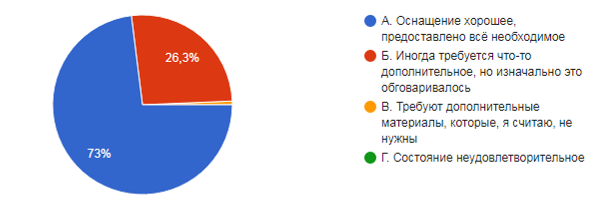 26,3%
73%
А. Оснащение хорошее,
предоставлено всё необходимое
Б. Иногда требуется что-то
дополнительное, но изначально это
обговаривалось
В. Требуют дополнительные
материалы, которые, я считаю, не
нужны
Г. Состояние неудовлетворительное